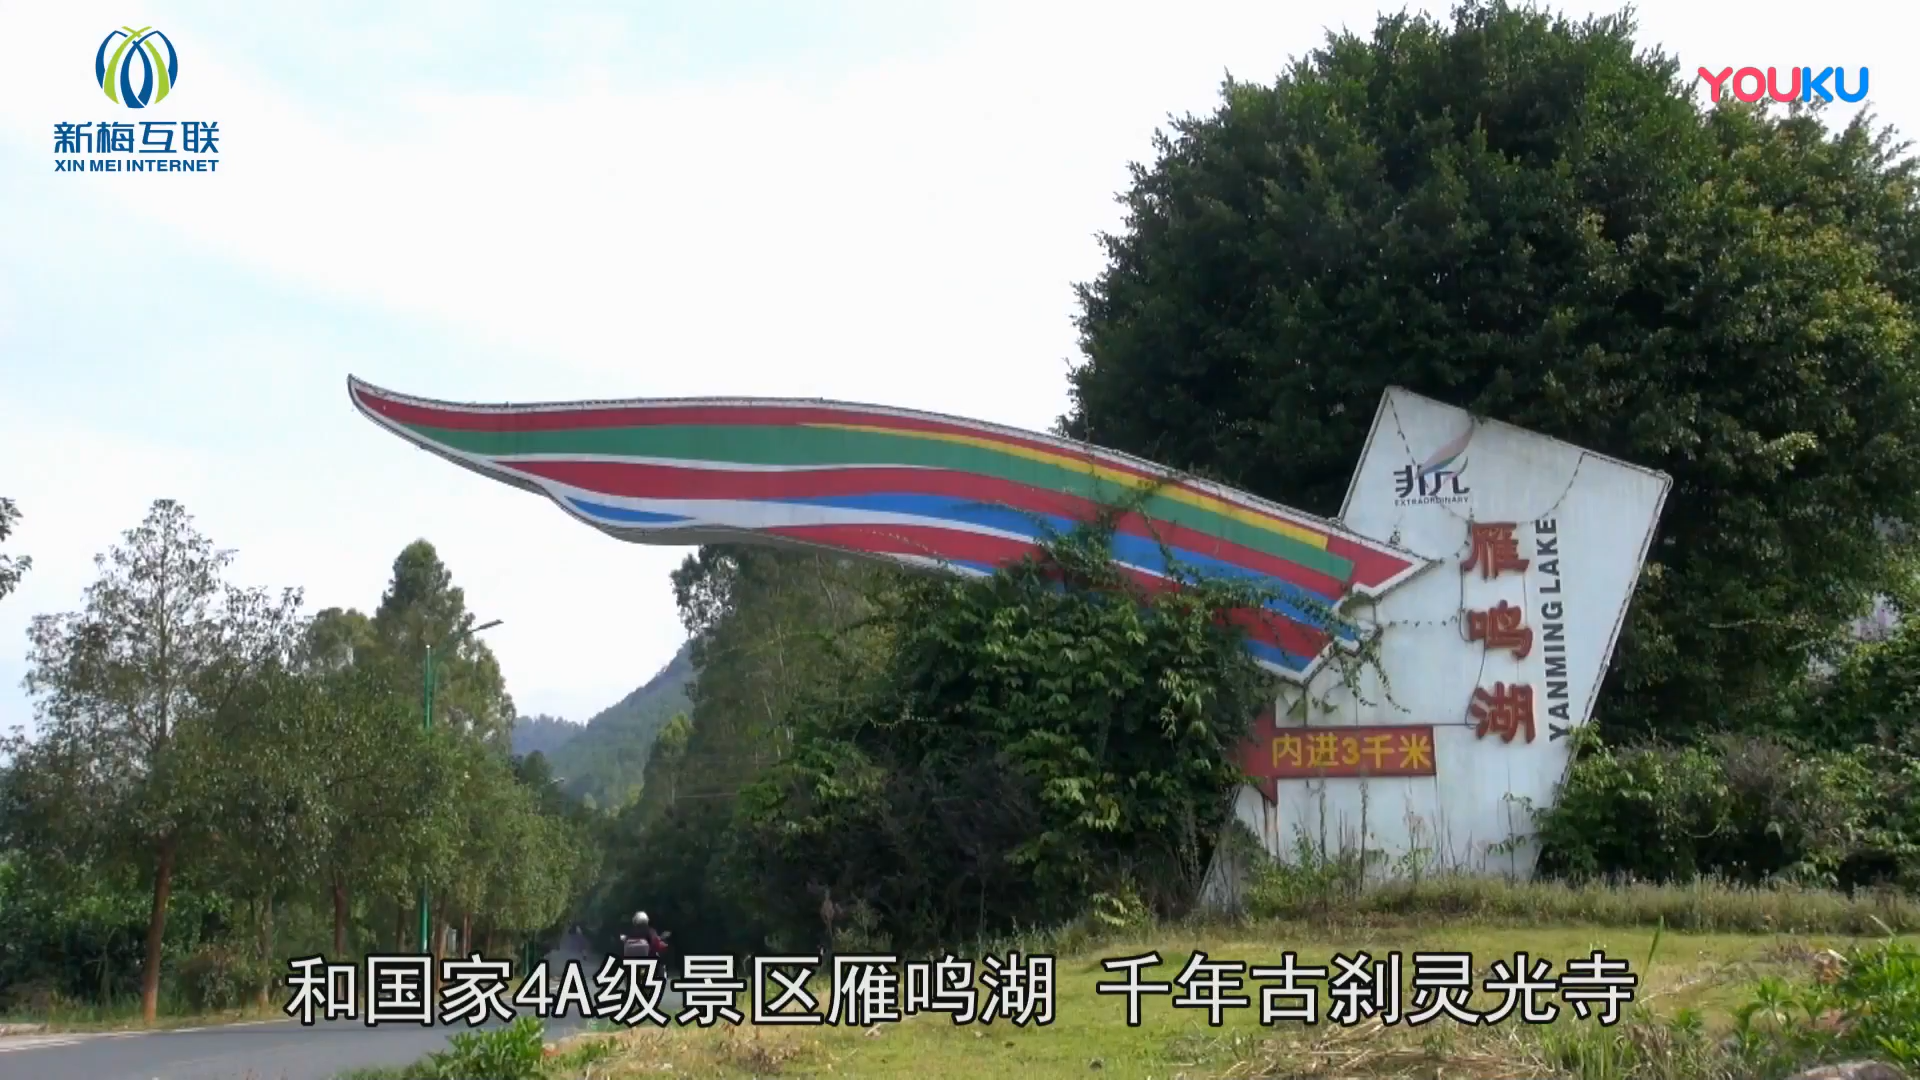 新梅互联
XIN MEI INTERNET
YOUKU
非凡
EXTRAORDINARY
雁鸣湖
YANMING LAKE
内进3千米
和国家4A级景区雁鸣湖 千年古刹灵光寺